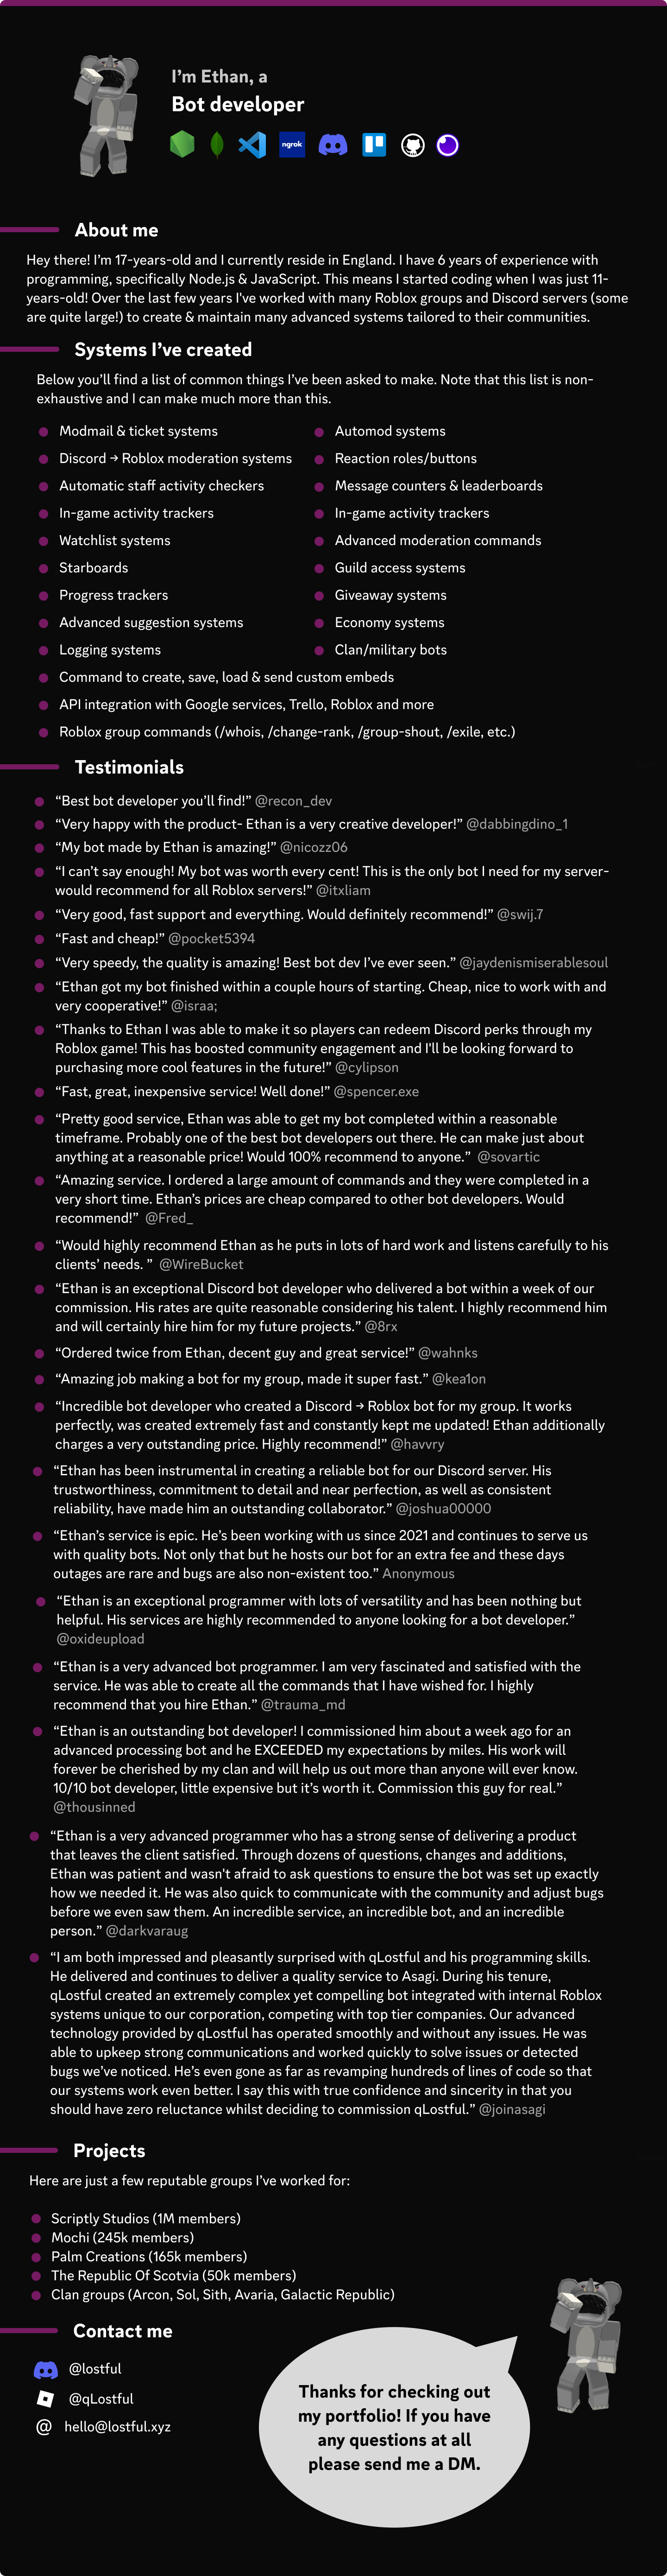 I’m Ethan, a
Bot developer
ngrok
About me
Hey there! I’m 17-years-old and I currently reside in England. I have 6 years of experience with
programming, specifically Node.js & JavaScript. This means I started coding when I was just 11-
years-old! Over the last few years I've worked with many Roblox groups and Discord servers (some
are quite large!) to create & maintain many advanced systems tailored to their communities.
Systems I’ve created
Below you’ll find a list of common things I’ve been asked to make. Note that this list is non-
exhaustive and I can make much more than this.
Modmail & ticket systems
Automod systems
Discord → Roblox moderation systems
Reaction roles/buttons
Automatic staff activity checkers
Message counters & leaderboards
In-game activity trackers
In-game activity trackers
Watchlist systems
Advanced moderation commands
Starboards
Guild access systems
Progress trackers
Giveaway systems
Advanced suggestion systems
Economy systems
Logging systems
Clan/military bots
Command to create, save, load & send custom embeds
API integration with Google services, Trello, Roblox and more
Roblox group commands (/whois, /change-rank, /group-shout, /exile, etc.)
Testimonials
“Best bot developer you’ll find!” @recon_dev
“Very happy with the product- Ethan is a very creative developer!” @dabbingdino_1
“My bot made by Ethan is amazing!” @nicozz06
“I can’t say enough! My bot was worth every cent! This is the only bot I need for my server-
would recommend for all Roblox servers!” @itxliam
“Very good, fast support and everything. Would definitely recommend!” @swij.7
“Fast and cheap!” @pocket5394
“Very speedy, the quality is amazing! Best bot dev I’ve ever seen.” @jaydenismiserablesoul
“Ethan got my bot finished within a couple hours of starting. Cheap, nice to work with and
very cooperative!” @israa;
“Thanks to Ethan I was able to make it so players can redeem Discord perks through my
Roblox game! This has boosted community engagement and I'll be looking forward to
purchasing more cool features in the future!” @cylipson
“Fast, great, inexpensive service! Well done!” @spencer.exe
“Pretty good service, Ethan was able to get my bot completed within a reasonable
timeframe. Probably one of the best bot developers out there. He can make just about
anything at a reasonable price! Would 100% recommend to anyone.” @sovartic
“Amazing service. I ordered a large amount of commands and they were completed in a
very short time. Ethan’s prices are cheap compared to other bot developers. Would
recommend!” @Fred_
“Would highly recommend Ethan as he puts in lots of hard work and listens carefully to his
clients’ needs. ” @WireBucket
“Ethan is an exceptional Discord bot developer who delivered a bot within a week of our
commission. His rates are quite reasonable considering his talent. I highly recommend him
and will certainly hire him for my future projects.” @8rx
“Ordered twice from Ethan, decent guy and great service!” @wahnks
“Amazing job making a bot for my group, made it super fast.” @kea1on
“Incredible bot developer who created a Discord → Roblox bot for my group. It works
perfectly, was created extremely fast and constantly kept me updated! Ethan additionally
charges a very outstanding price. Highly recommend!” @havvry
“Ethan has been instrumental in creating a reliable bot for our Discord server. His
trustworthiness, commitment to detail and near perfection, as well as consistent
reliability, have made him an outstanding collaborator.” @joshua00000
“Ethan’s service is epic. He’s been working with us since 2021 and continues to serve us
with quality bots. Not only that but he hosts our bot for an extra fee and these days
outages are rare and bugs are also non-existent too.” Anonymous
“Ethan is an exceptional programmer with lots of versatility and has been nothing but
helpful. His services are highly recommended to anyone looking for a bot developer.”
@oxideupload
“Ethan is a very advanced bot programmer. I am very fascinated and satisfied with the
service. He was able to create all the commands that I have wished for. I highly
recommend that you hire Ethan.” @trauma_md
“Ethan is an outstanding bot developer! I commissioned him about a week ago for an
advanced processing bot and he EXCEEDED my expectations by miles. His work will
forever be cherished by my clan and will help us out more than anyone will ever know.
10/10 bot developer, little expensive but it’s worth it. Commission this guy for real.”
@thousinned
“Ethan is a very advanced programmer who has a strong sense of delivering a product
that leaves the client satisfied. Through dozens of questions, changes and additions,
Ethan was patient and wasn't afraid to ask questions to ensure the bot was set up exactly
how we needed it. He was also quick to communicate with the community and adjust bugs
before we even saw them. An incredible service, an incredible bot, and an incredible
person.” @darkvaraug
“I am both impressed and pleasantly surprised with qLostful and his programming skills.
He delivered and continues to deliver a quality service to Asagi. During his tenure,
qLostful created an extremely complex yet compelling bot integrated with internal Roblox
systems unique to our corporation, competing with top tier companies. Our advanced
technology provided by qLostful has operated smoothly and without any issues. He was
able to upkeep strong communications and worked quickly to solve issues or detected
bugs we’ve noticed. He’s even gone as far as revamping hundreds of lines of code so that
our systems work even better. I say this with true confidence and sincerity in that you
should have zero reluctance whilst deciding to commission qLostful.” @joinasagi
Projects
Here are just a few reputable groups I’ve worked for:
Scriptly Studios (1M members)
Mochi (245k members)
Palm Creations (165k members)
The Republic Of Scotvia (50k members)
Clan groups (Arcon, Sol, Sith, Avaria, Galactic Republic)
Contact me
@lostful
@qLostful
@ hello@lostful.xyz
Thanks for checking out
my portfolio! If you have
any questions at all
please send me a DM.